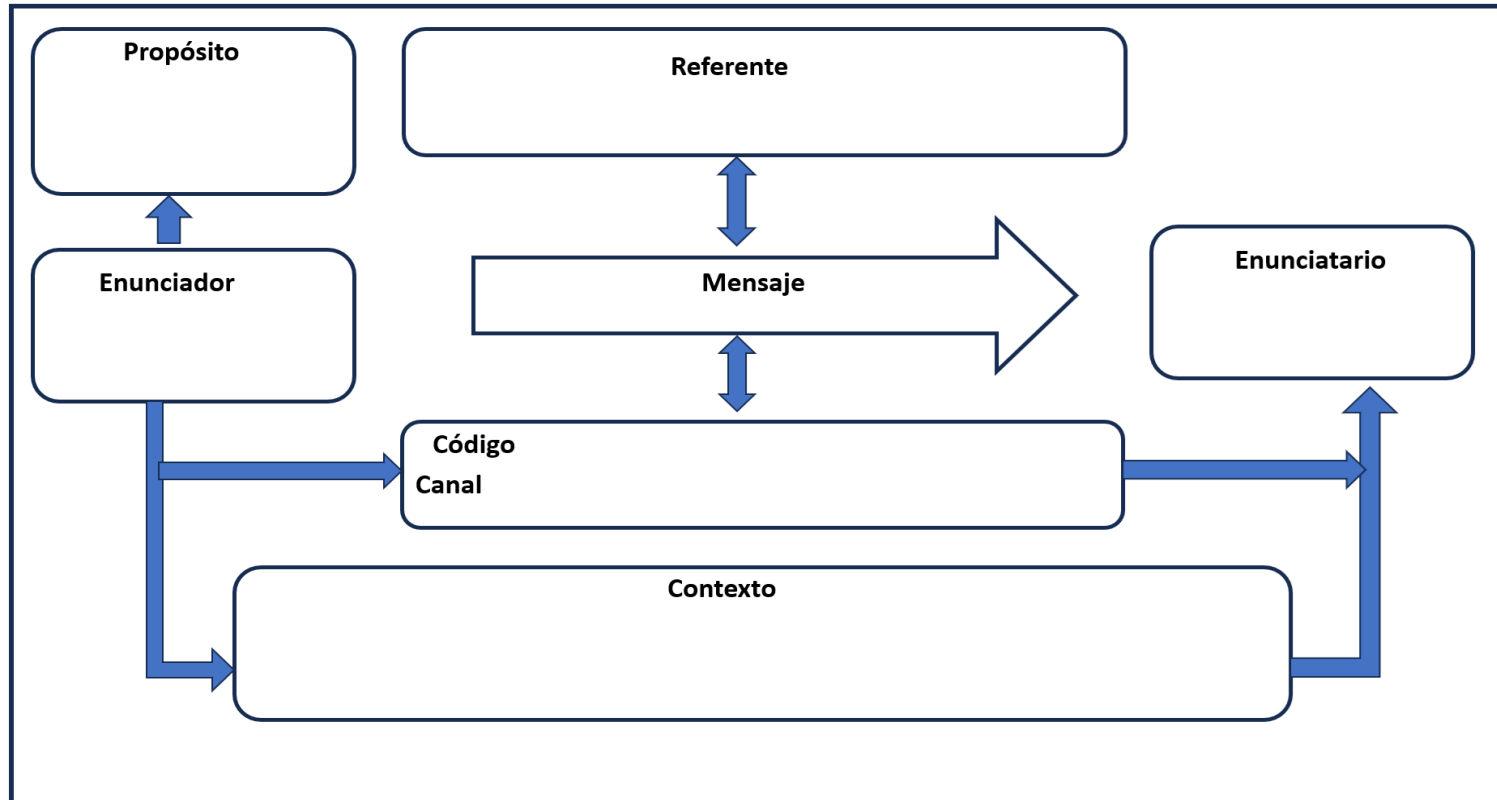 Propósito
Referente
Enunciador
Mensaje
Enunciatario
Código
Canal
Contexto